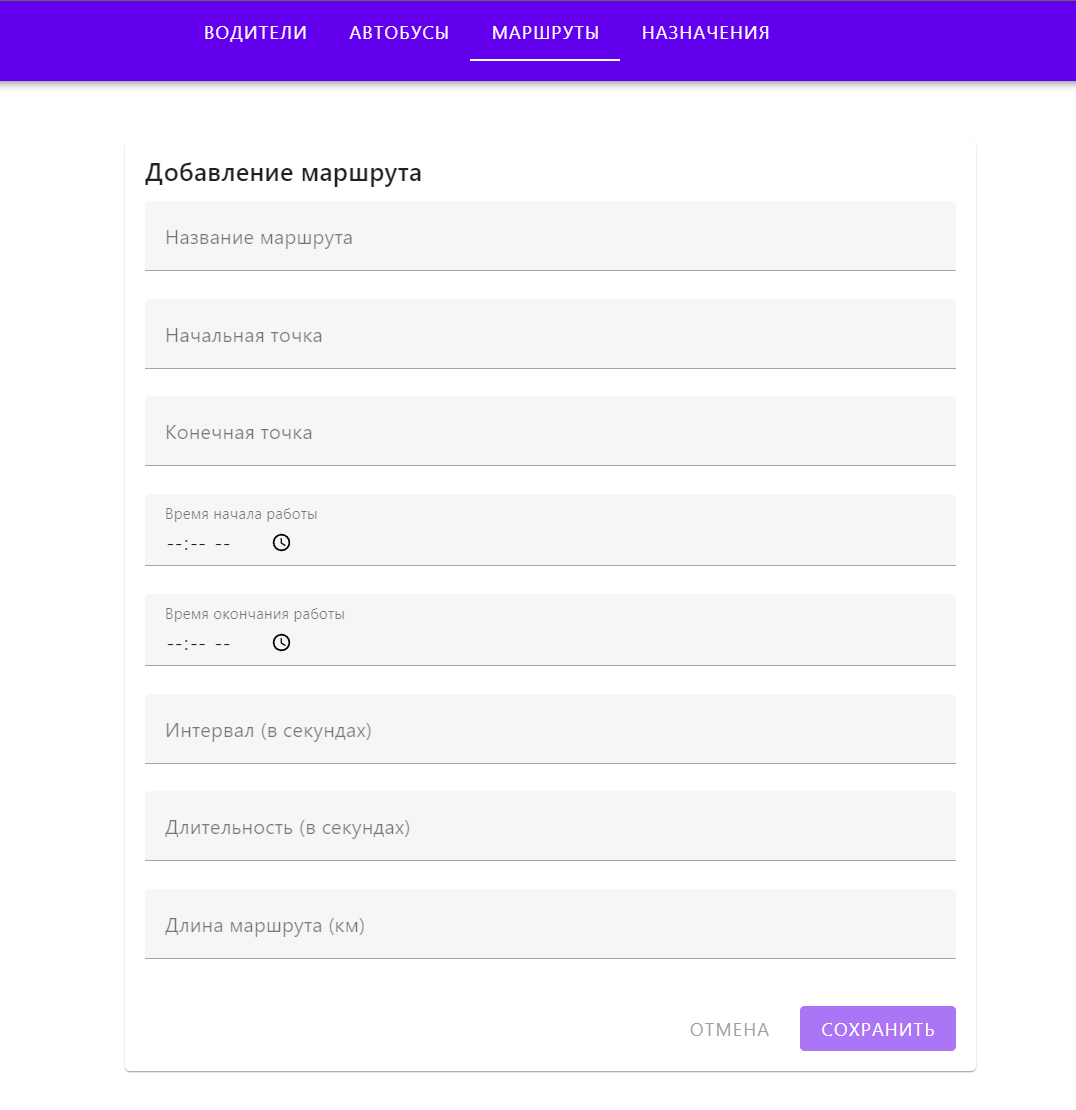 ВОДИТЕЛИ АВТОБУСЫ МАРШРУТЫ НАЗНАЧЕНИЯ
Добавление маршрута
Название маршрута
Начальная точка
Конечная точка
Время начала работы
--:-- --
Время окончания работы
--:-- --
Интервал (в секундах)
Длительность (в секундах)
Длина маршрута (км)
ОТМЕНА СОХРАНИТЬ